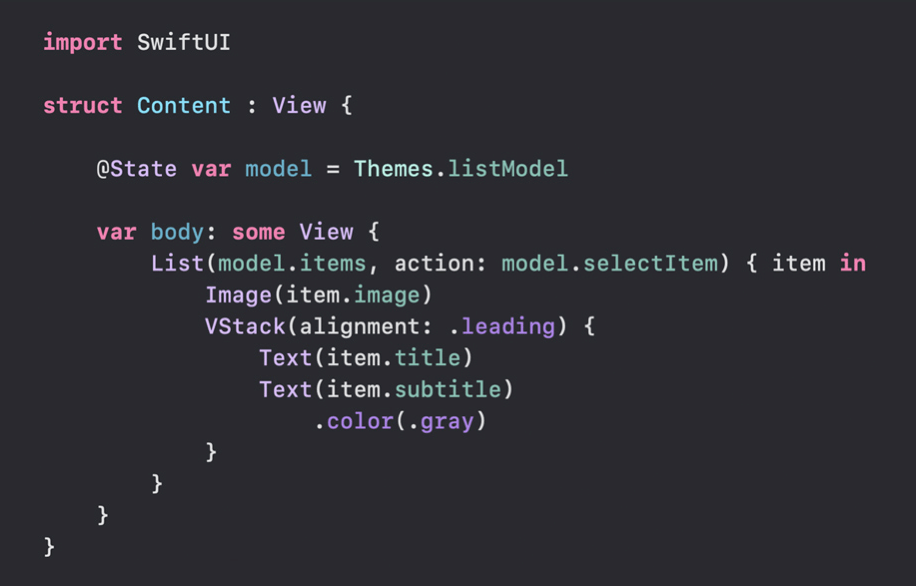 import SwiftUI
struct Content : View {
@State var model = Themes.listModel
var body: some View {
List(model.items, action: model.selectItem) { item in
Image(item.image)
VStack(alignment: .leading) {
Text(item.title)
Text(item.subtitle)
.color(.gray)
}
}
}
}